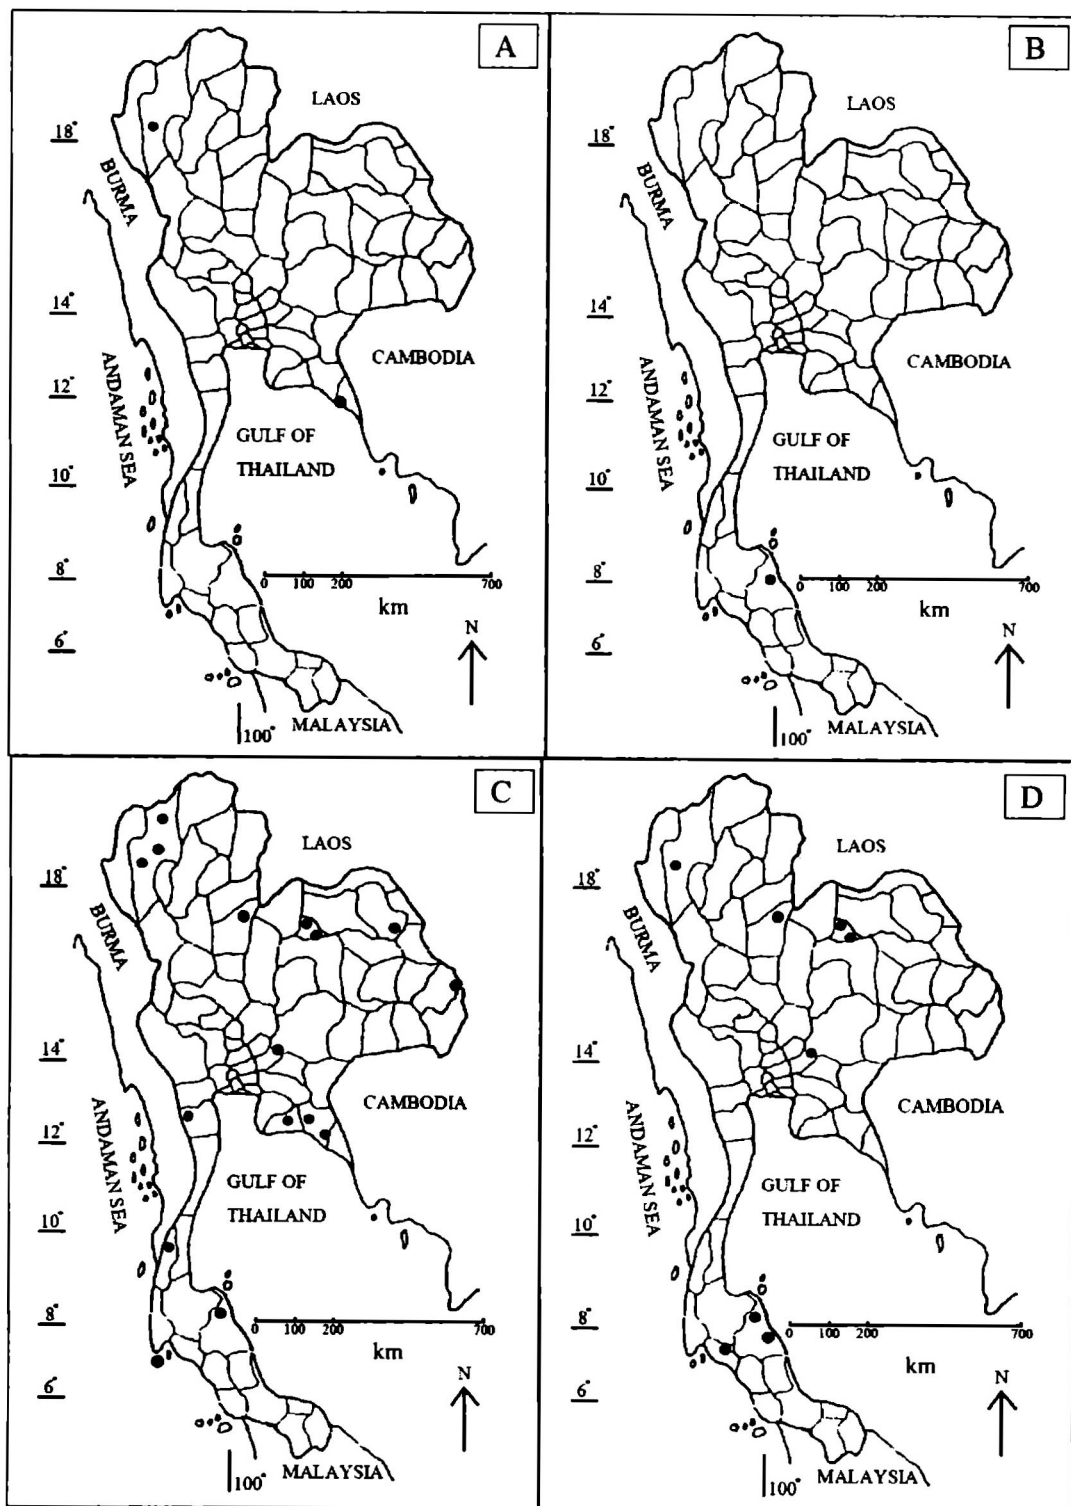 A
LAOS
18°
BURMA
14°
CAMBODIA
12°
ANDAMAN SEA
GULF OF
THAILAND
10°
8°
0 100 200 700
km
6°
N
100°
MALAYSIA
B
LAOS
18°
BURMA
14°
CAMBODIA
12°
ANDAMAN SEA
GULF OF
THAILAND
10°
8°
0 100 200 700
km
6°
N
100°
MALAYSIA
C
LAOS
18°
BURMA
14°
CAMBODIA
12°
ANDAMAN SEA
GULF OF
THAILAND
10°
8°
0 100 200 700
km
6°
N
100°
MALAYSIA
D
LAOS
18°
BURMA
14°
CAMBODIA
12°
ANDAMAN SEA
GULF OF
THAILAND
10°
8°
0 100 200 700
km
6°
N
100°
MALAYSIA